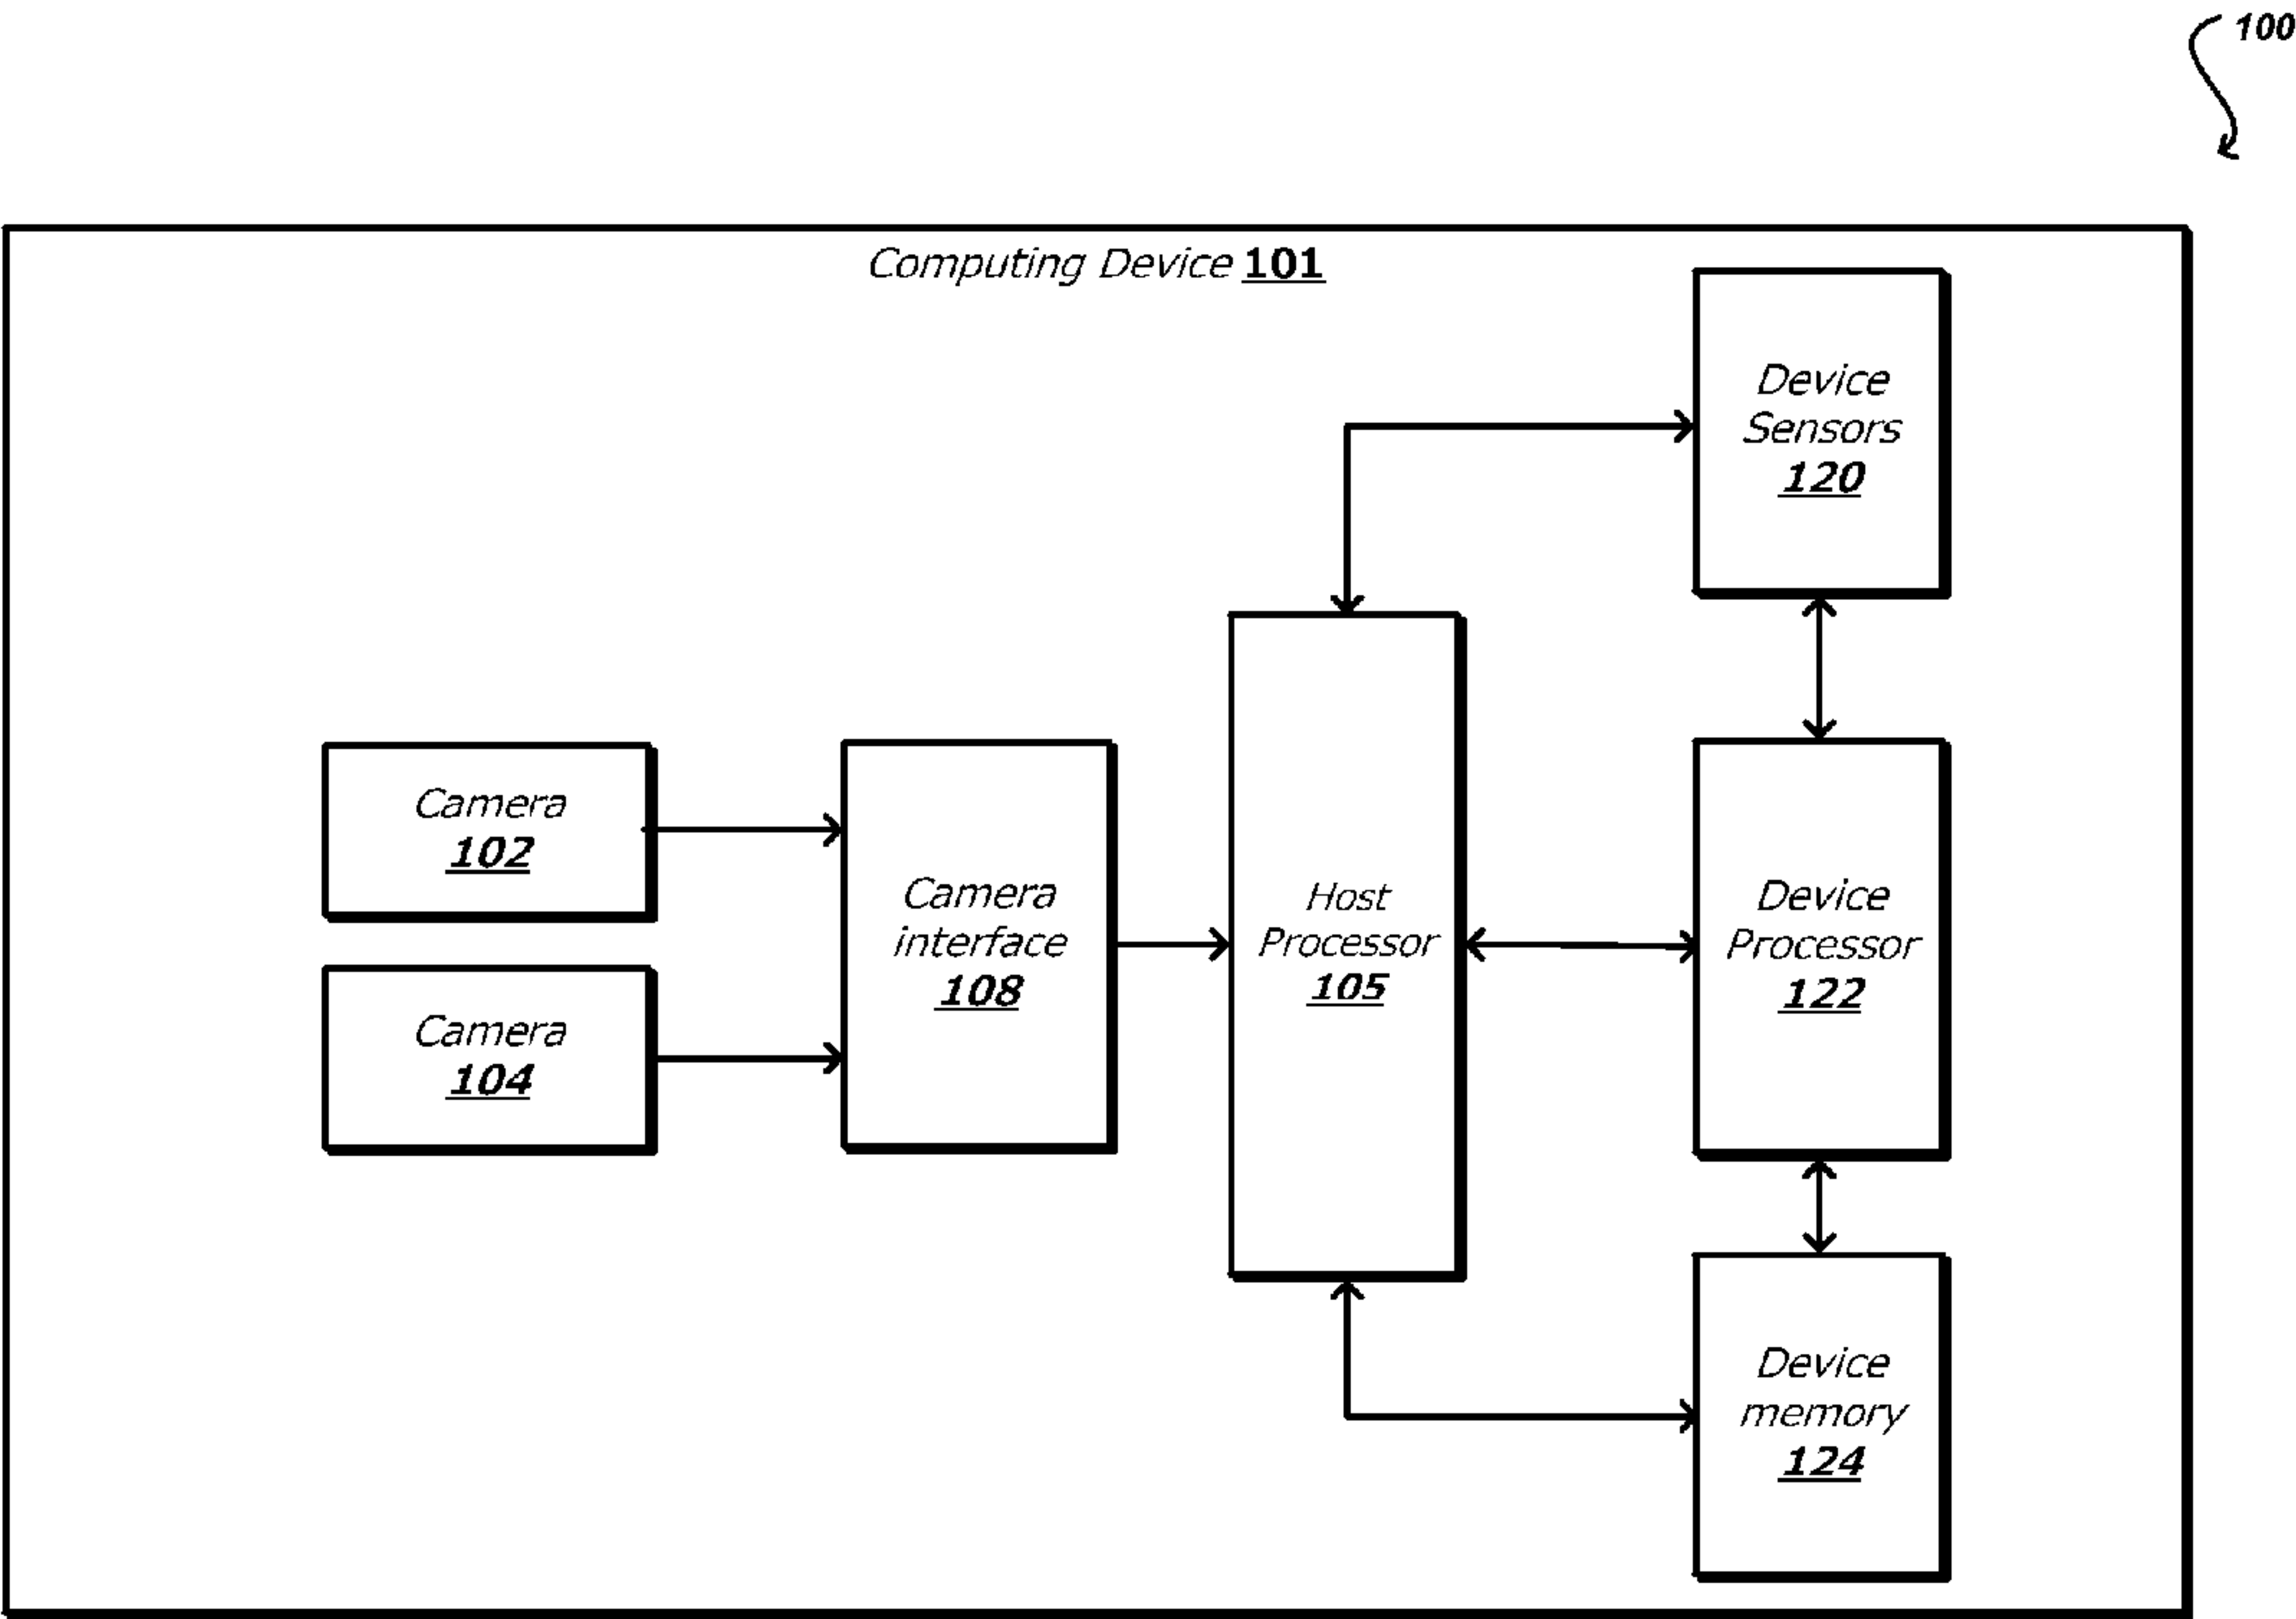 100
Computing Device 101
Device
Sensors
120
Camera
102
Camera
104
Camera
interface
108
Host
Processor
105
Device
Processor
122
Device
memory
124